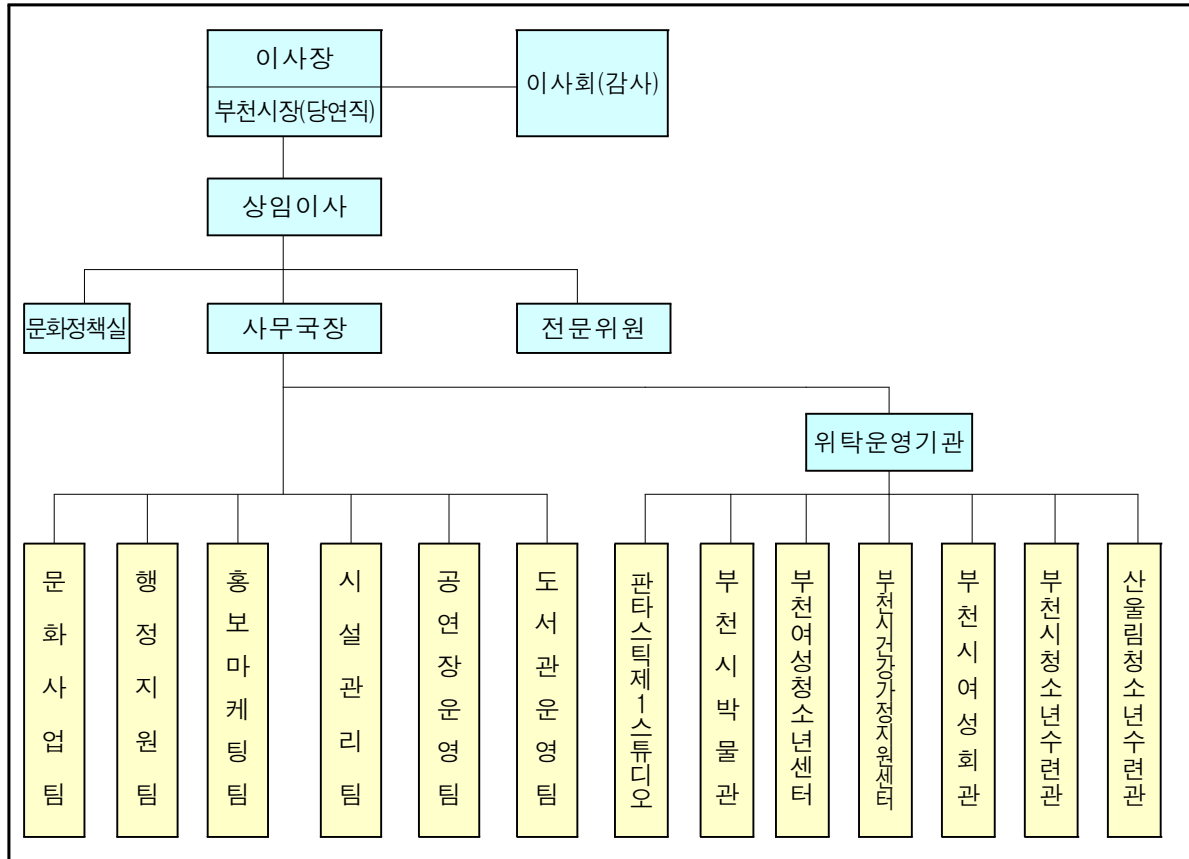 이사장
부천시장(당연직)
이사회(감사)
상임이사
문화정책실
사무국장
전문위원
위탁운영기관
문화사업팀
행정지원팀
홍보마케팅팀
시설관리팀
공연장운영팀
도서관운영팀
판타스틱제1스튜디오
부천시박물관
부천여성청소년센터
부천시건강가정지원센터
부천시여성회관
부천시청소년수련관
산울림청소년수련관